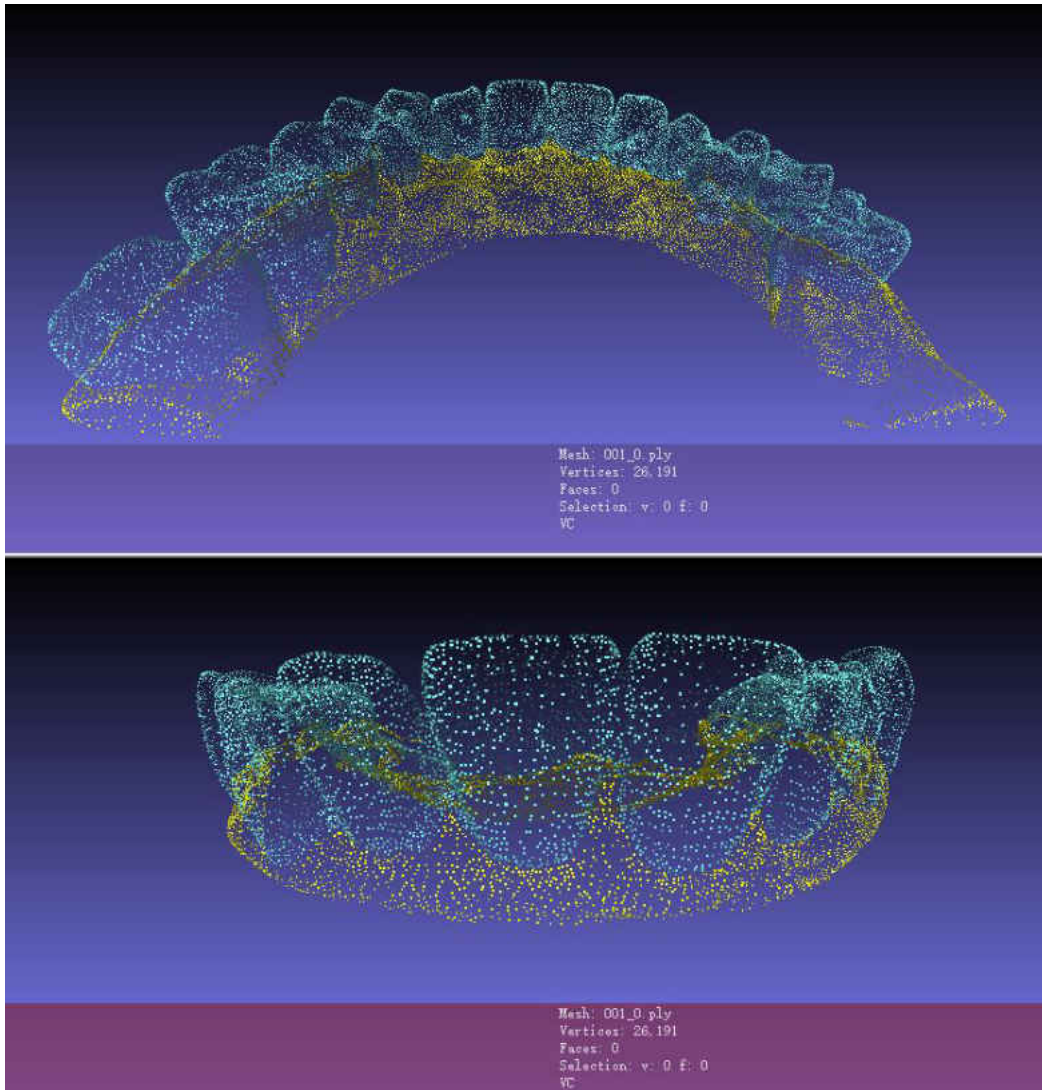 Mesh: 001_0.ply
Vertices: 26,191
Faces: 0
Selection: v: 0 f: 0
VC
Mesh: 001_0.ply
Vertices: 26,191
Faces: 0
Selection: v: 0 f: 0
VC